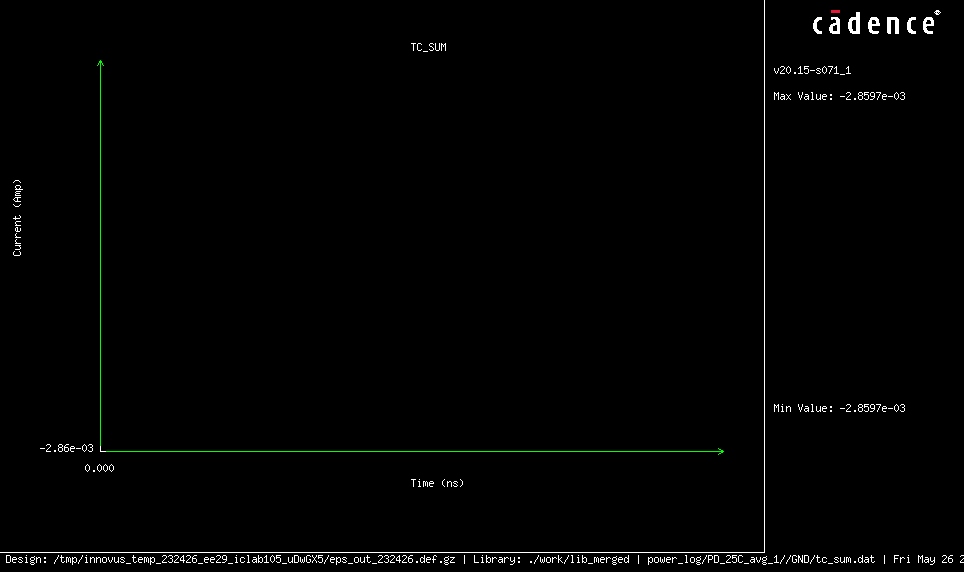 cādence®
TC_SUM
v20.15-s071_1
Max Value: -2.8597e-03
Current (Amp)
Min Value: -2.8597e-03
-2.86e-03
0.000
Time (ns)
Design: /tmp/innovus_temp_232426_ee29_iclab105_uDwGX5/eps_out_232426.def.gz | Library: ./work/lib_merged | power_log/PD_25C_avg_1//GND/tc_sum.dat | Fri May 26 2